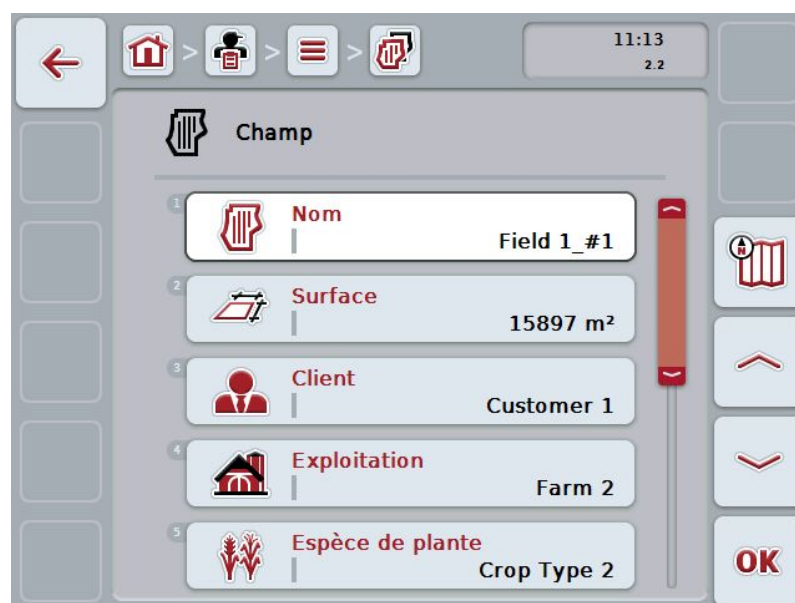 > > >
11:13
2.2
Champ
1
Nom
Field 1_#1
2
Surface
15897 m²
3
Client
Customer 1
4
Exploitation
Farm 2
5
Espèce de plante
Crop Type 2
N
OK